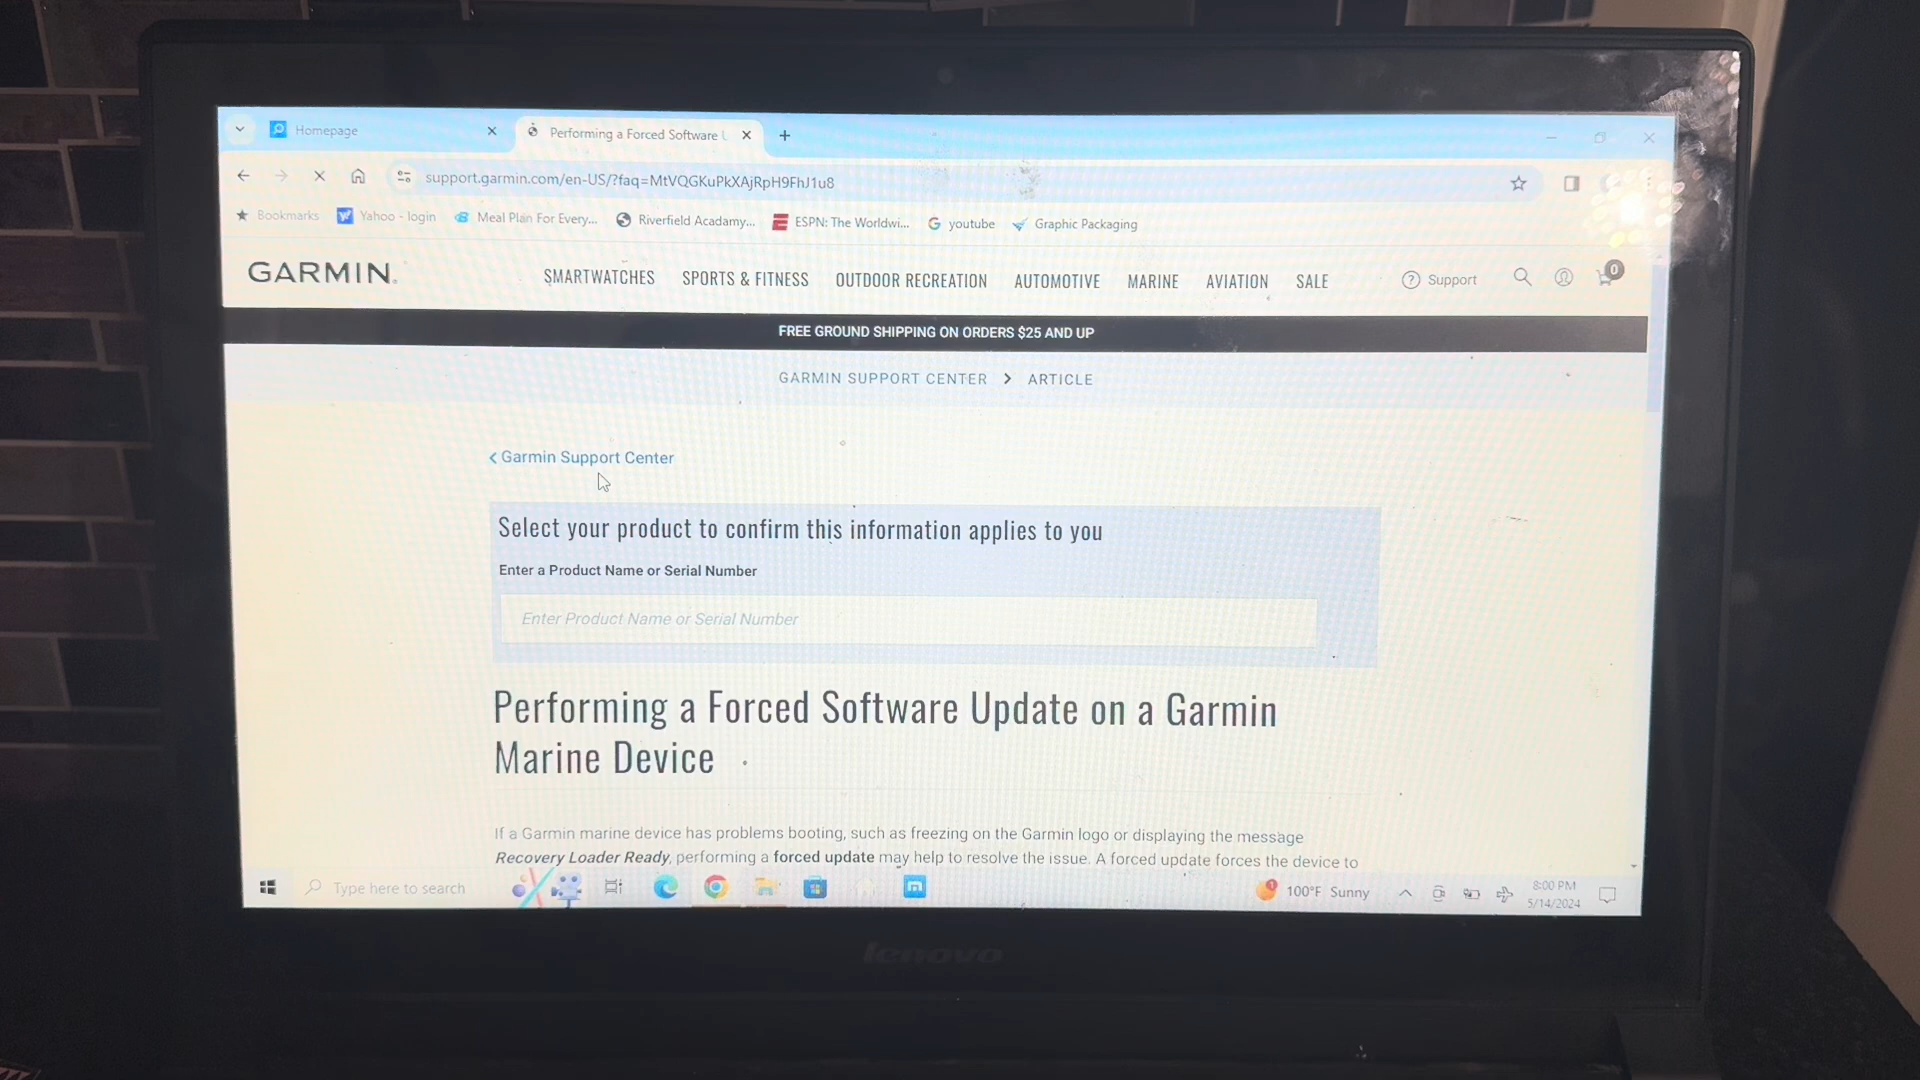 Homepage
Performing a Forced Software U
support.garmin.com/en-US/?faq=MtVQGKuPkXAjRpH9FhJ1u8
Bookmarks Yahoo - login Meal Plan For Every... Riverfield Acadamy... ESPN: The Worldwi... youtube Graphic Packaging
GARMIN. SMARTWATCHES SPORTS & FITNESS OUTDOOR RECREATION AUTOMOTIVE MARINE AVIATION SALE Support 0
FREE GROUND SHIPPING ON ORDERS $25 AND UP
GARMIN SUPPORT CENTER > ARTICLE
< Garmin Support Center
Select your product to confirm this information applies to you
Enter a Product Name or Serial Number
Enter Product Name or Serial Number
Performing a Forced Software Update on a Garmin
Marine Device
If a Garmin marine device has problems booting, such as freezing on the Garmin logo or displaying the message
Recovery Loader Ready, performing a forced update may help to resolve the issue. A forced update forces the device to
Type here to search
100°F Sunny
8:00 PM
5/14/2024
lenovo